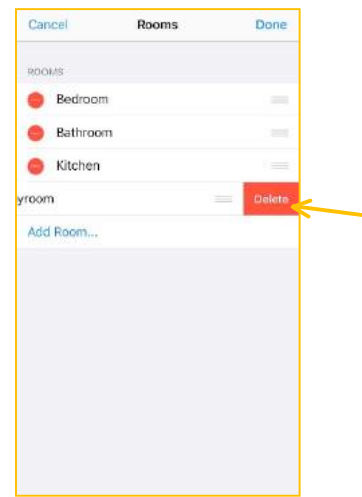 Cancel Rooms Done
ROOMS
Bedroom
Bathroom
Kitchen
yroom Delete
Add Room...